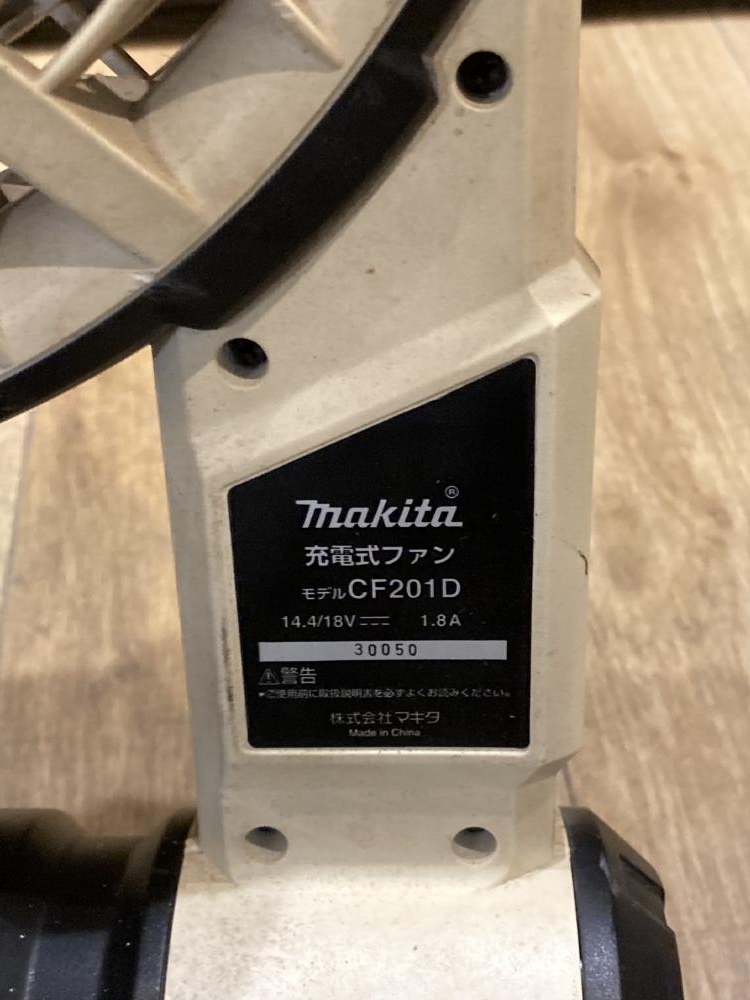 makita®
充電式ファン
モデルCF201D
14.4/18V⎓ 1.8A
30050
⚠警告
・ご使用前に取扱説明書を必ずよくお読みください。
株式会社マキタ
Made in China